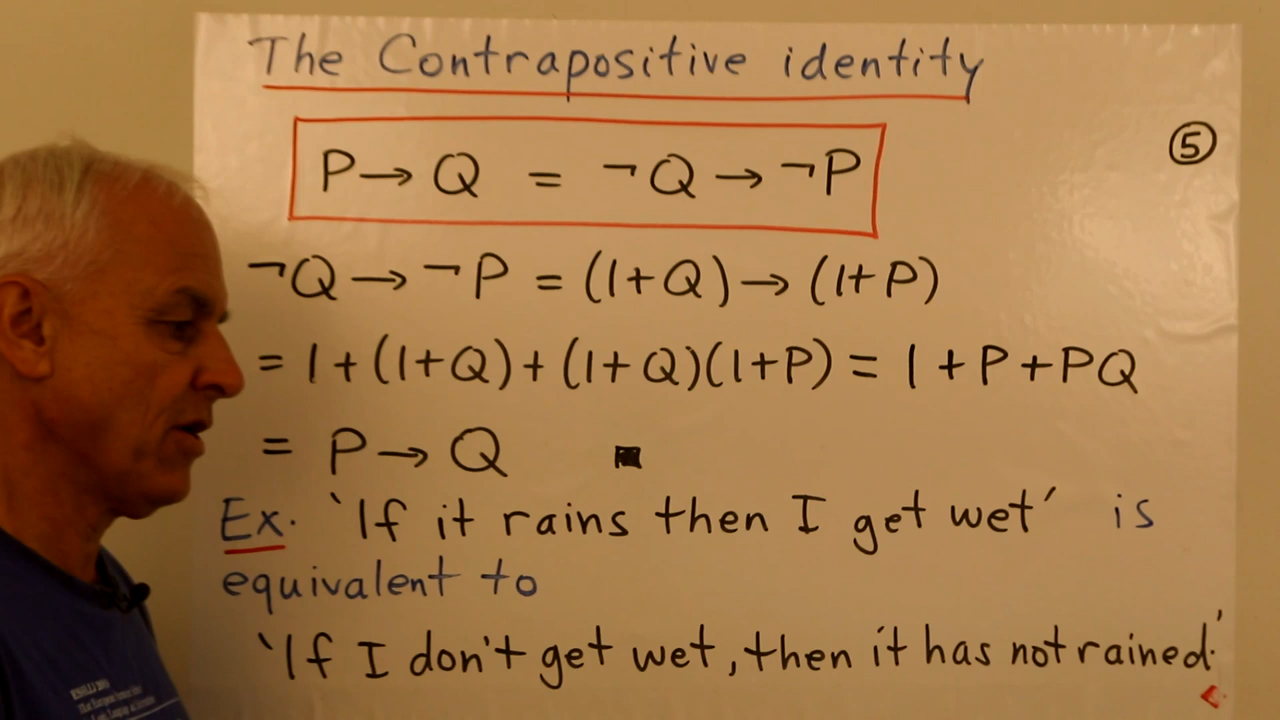 The Contrapositive identity
P → Q = ¬Q → ¬P
⑤
¬Q → ¬P = (1+Q) → (1+P)
= 1 + (1+Q) + (1+Q)(1+P) = 1 + P + PQ
= P → Q ■
Ex. 'If it rains then I get wet' is
equivalent to
'If I don't get wet, then it has not rained.'